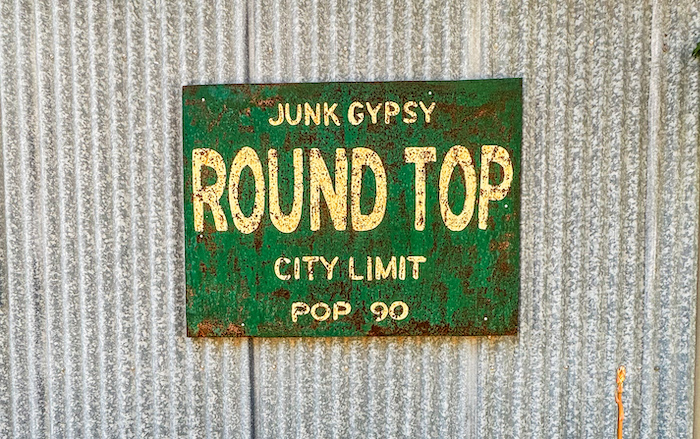 JUNK GYPSY
ROUND TOP
CITY LIMIT
POP 90